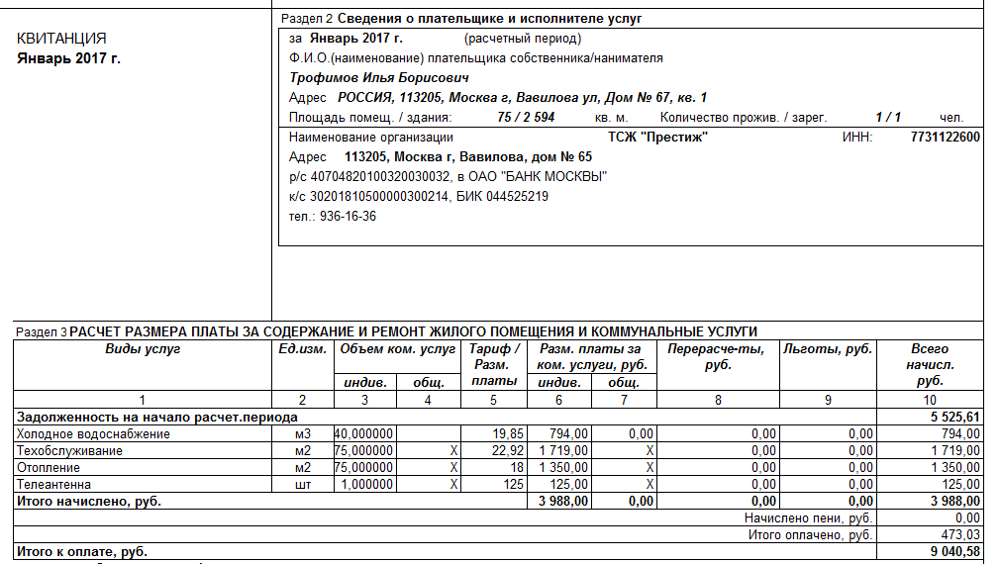 КВИТАНЦИЯ
Январь 2017 г.
Раздел 2 Сведения о плательщике и исполнителе услуг
за Январь 2017 г. (расчетный период)
Ф.И.О.(наименование) плательщика собственника/нанимателя
Трофимов Илья Борисович
Адрес РОССИЯ, 113205, Москва г, Вавилова ул, Дом № 67, кв. 1
Площадь помещ. / здания: 75 / 2 594 кв. м. Количество прожив. / зарег. 1 / 1 чел.
Наименование организации ТСЖ "Престиж" ИНН: 7731122600
Адрес 113205, Москва г, Вавилова, дом № 65
р/с 40704820100320030032, в ОАО "БАНК МОСКВЫ"
к/с 30201810500000300214, БИК 044525219
тел.: 936-16-36
Раздел 3 РАСЧЕТ РАЗМЕРА ПЛАТЫ ЗА СОДЕРЖАНИЕ И РЕМОНТ ЖИЛОГО ПОМЕЩЕНИЯ И КОММУНАЛЬНЫЕ УСЛУГИ
Виды услуг Ед.изм. Объем ком. услуг Тариф / Разм. платы Разм. платы за ком. услуги, руб. Перерасче-ты, руб. Льготы, руб. Всего начисл. руб.
индив. общ. индив. общ.
1 2 3 4 5 6 7 8 9 10
Задолженность на начало расчет.периода 5 525,61
Холодное водоснабжение м3 40,000000 19,85 794,00 0,00 0,00 0,00 794,00
Техобслуживание м2 75,000000 X 22,92 1 719,00 X 0,00 0,00 1 719,00
Отопление м2 75,000000 X 18 1 350,00 X 0,00 0,00 1 350,00
Телеантенна шт 1,000000 X 125 125,00 X 0,00 0,00 125,00
Итого начислено, руб. 3 988,00 0,00 0,00 0,00 3 988,00
Начислено пени, руб. 0,00
Итого оплачено, руб. 473,03
Итого к оплате, руб. 9 040,58